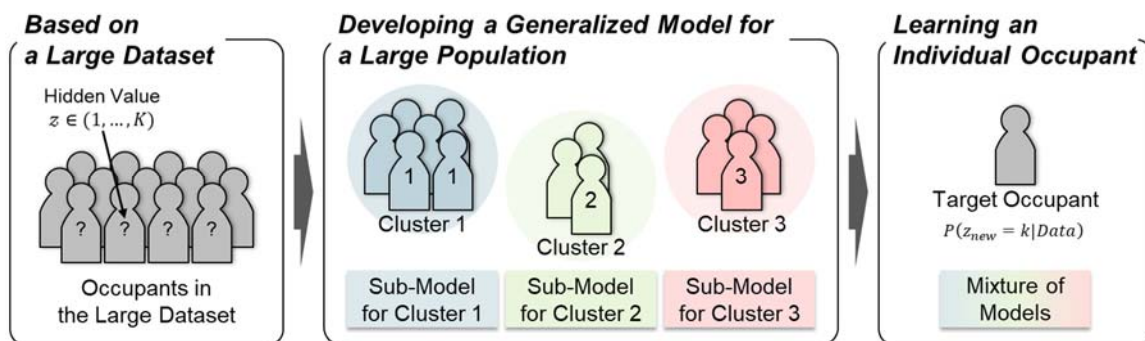 Based on
a Large Dataset
Hidden Value
z ∈ (1, ... , K)
? ? ? ?
Occupants in
the Large Dataset
Developing a Generalized Model for
a Large Population
1 1
Cluster 1
2
Cluster 2
3
Cluster 3
Sub-Model
for Cluster 1
Sub-Model
for Cluster 2
Sub-Model
for Cluster 3
Learning an
Individual Occupant
Target Occupant
P(z_new = k|Data)
Mixture of
Models